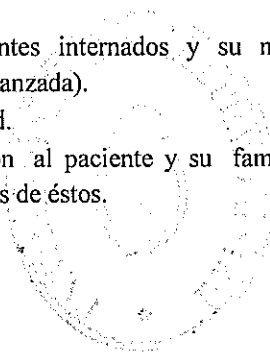 ntes internados y su
anzada).
d.
n al paciente y su fam
s de éstos.